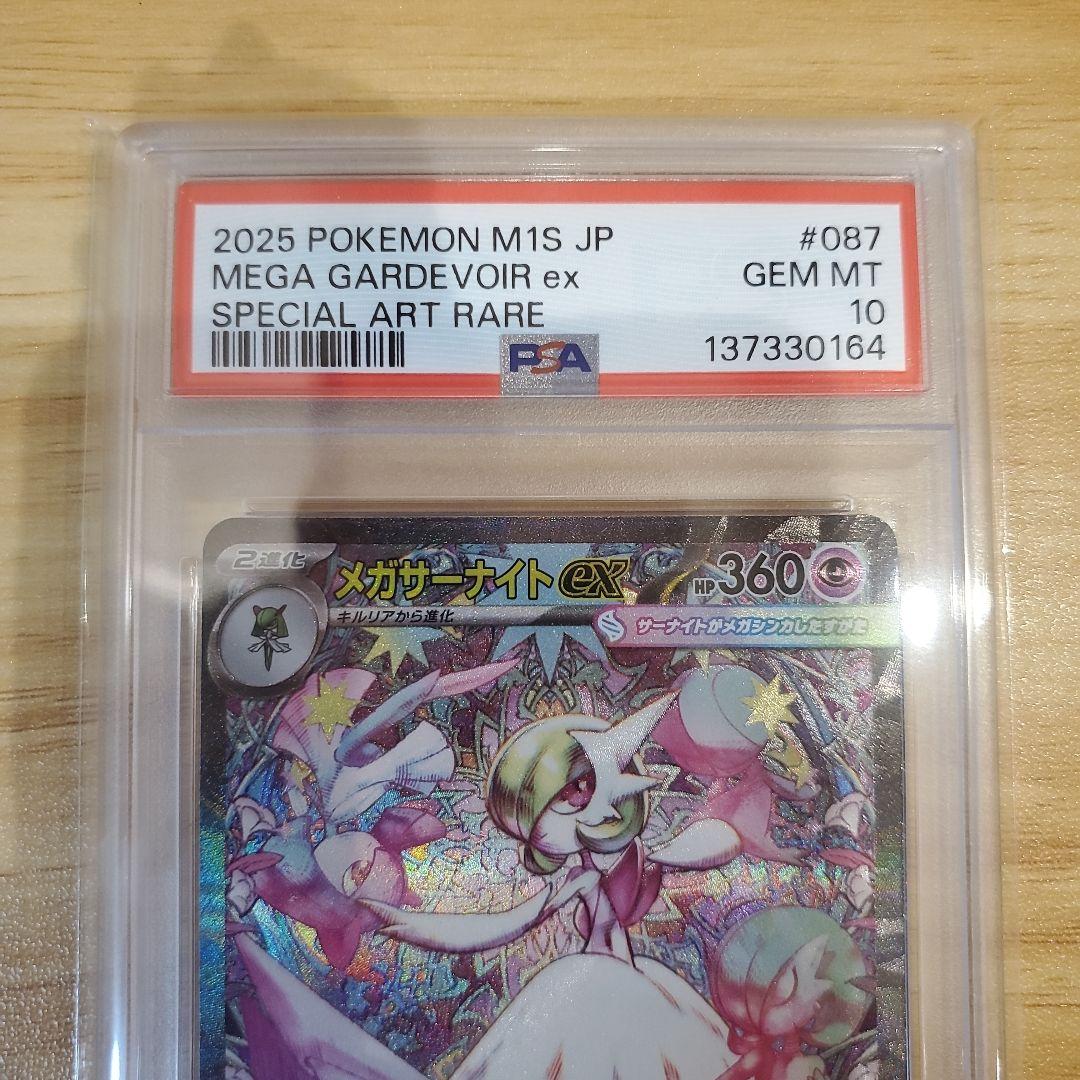 2025 POKEMON M1S JP #087
MEGA GARDEVOIR ex GEM MT
SPECIAL ART RARE 10
PSA 137330164
2進化 メガサーナイトex HP360
キルリアから進化 サーナイトがメガシンカしたすがた